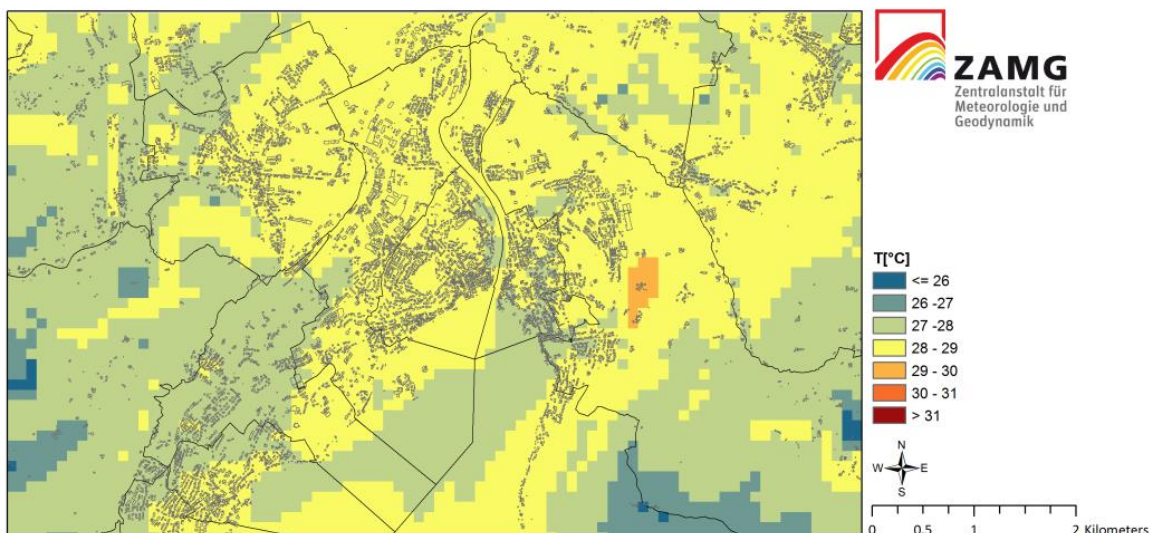 ZAMG
Zentralanstalt für
Meteorologie und
Geodynamik
T[°C]
<= 26
26 -27
27 -28
28 - 29
29 - 30
30 - 31
> 31
N
W E
S
0 0.5 1 2 Kilometers